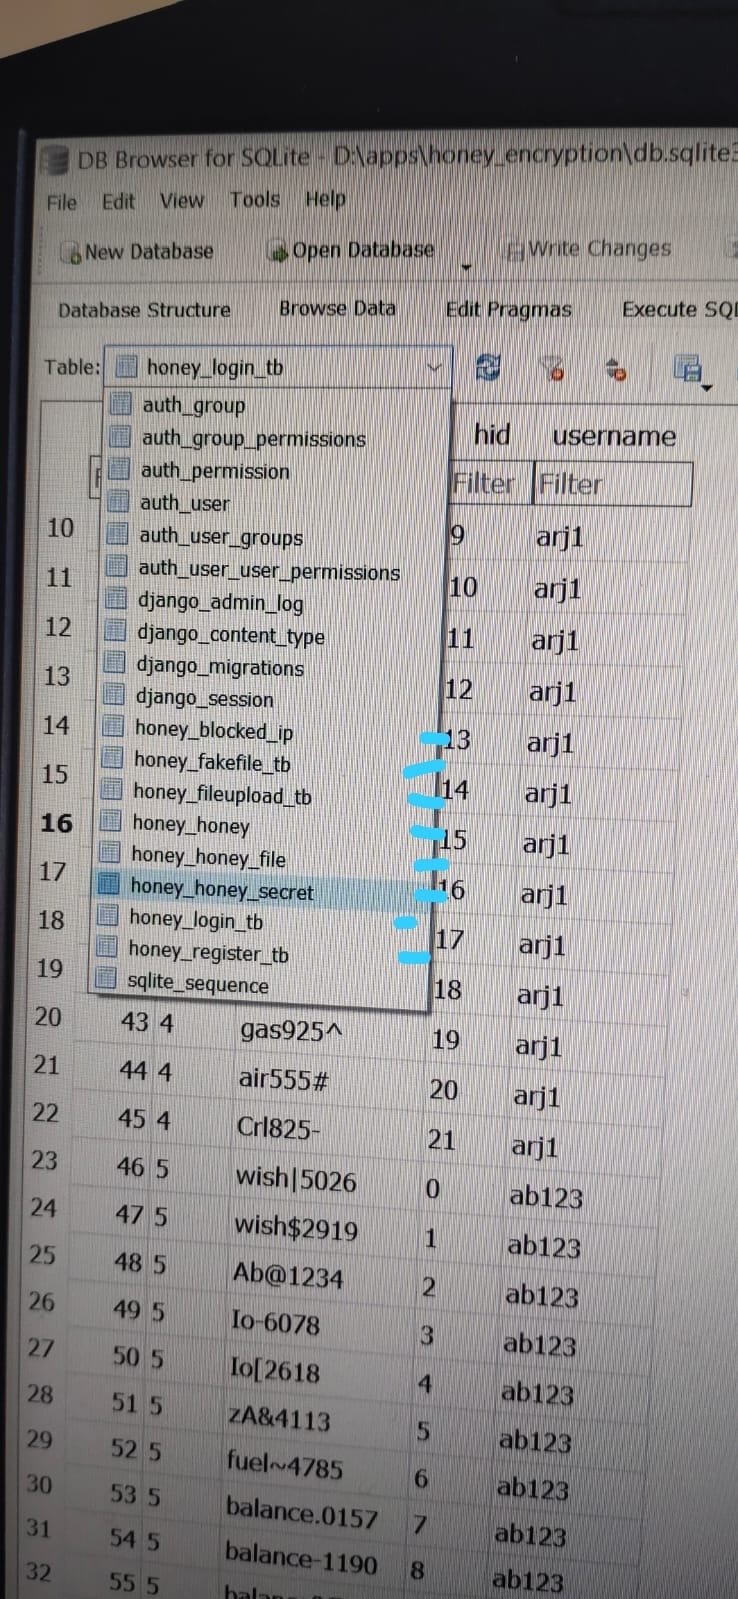 DB Browser for SQLite - D:\apps\honey_encryption\db.sqlite3
File Edit View Tools Help
New Database Open Database Write Changes
Database Structure Browse Data Edit Pragmas Execute SQL
Table: honey_login_tb
auth_group
auth_group_permissions
auth_permission
auth_user
auth_user_groups
auth_user_user_permissions
django_admin_log
django_content_type
django_migrations
django_session
honey_blocked_ip
honey_fakefile_tb
honey_fileupload_tb
honey_honey
honey_honey_file
honey_honey_secret
honey_login_tb
honey_register_tb
sqlite_sequence
hid username
Filter Filter
10 9 arj1
11 10 arj1
12 11 arj1
13 12 arj1
14 13 arj1
15 14 arj1
16 15 arj1
17 16 arj1
18 17 arj1
19 18 arj1
20 43 4 gas925^ 19 arj1
21 44 4 air555# 20 arj1
22 45 4 Crl825- 21 arj1
23 46 5 wish|5026 0 ab123
24 47 5 wish$2919 1 ab123
25 48 5 Ab@1234 2 ab123
26 49 5 Io-6078 3 ab123
27 50 5 Io[2618 4 ab123
28 51 5 zA&4113 5 ab123
29 52 5 fuel~4785 6 ab123
30 53 5 balance.0157 7 ab123
31 54 5 balance-1190 8 ab123
32 55 5